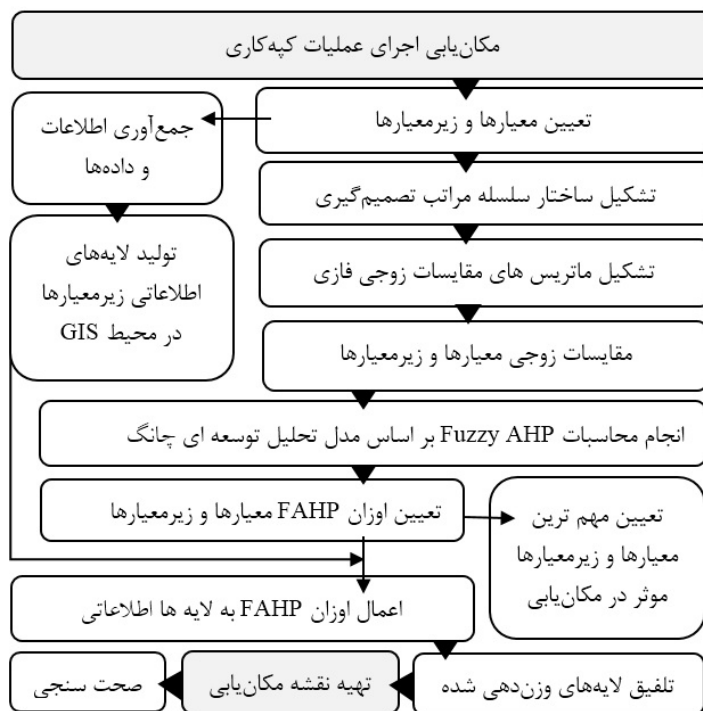 مکان‌یابی اجرای عملیات کپه‌کاری
تعیین معیارها و زیرمعیارها
جمع‌آوری اطلاعات
و داده‌ها
تشکیل ساختار سلسله مراتب تصمیم‌گیری
تولید لایه‌های
اطلاعاتی زیرمعیارها
در محیط GIS
تشکیل ماتریس های مقایسات زوجی فازی
مقایسات زوجی معیارها و زیرمعیارها
انجام محاسبات Fuzzy AHP بر اساس مدل تحلیل توسعه ای چانگ
تعیین اوزان FAHP معیارها و زیرمعیارها
تعیین مهم ترین
معیارها و زیرمعیارها
موثر در مکان‌یابی
اعمال اوزان FAHP به لایه ها اطلاعاتی
تلفیق لایه‌های وزن‌دهی شده
تهیه نقشه مکان‌یابی
صحت سنجی